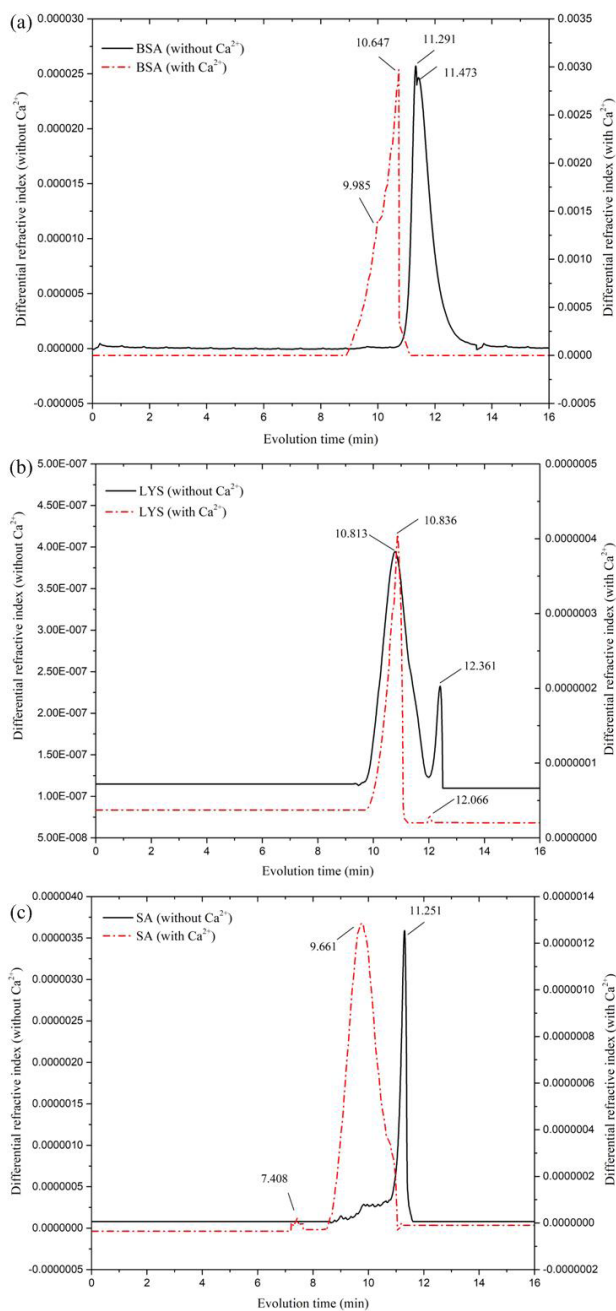 (a)
0.000030
0.000025
0.000020
0.000015
0.000010
0.000005
0.000000
-0.000005
Differential refractive index (without Ca²⁺)
BSA (without Ca²⁺)
BSA (with Ca²⁺)
10.647
11.291
11.473
9.985
0.0035
0.0030
0.0025
0.0020
0.0015
0.0010
0.0005
0.0000
-0.0005
Differential refractive index (with Ca²⁺)
0 2 4 6 8 10 12 14 16
Evolution time (min)
(b)
5.00E-007
4.50E-007
4.00E-007
3.50E-007
3.00E-007
2.50E-007
2.00E-007
1.50E-007
1.00E-007
5.00E-008
Differential refractive index (without Ca²⁺)
LYS (without Ca²⁺)
LYS (with Ca²⁺)
10.813
10.836
12.361
12.066
0.0000005
0.0000004
0.0000003
0.0000002
0.0000001
0.0000000
Differential refractive index (with Ca²⁺)
0 2 4 6 8 10 12 14 16
Evolution time (min)
(c)
0.0000040
0.0000035
0.0000030
0.0000025
0.0000020
0.0000015
0.0000010
0.0000005
0.0000000
-0.0000005
Differential refractive index (without Ca²⁺)
SA (without Ca²⁺)
SA (with Ca²⁺)
9.661
11.251
7.408
0.0000014
0.0000012
0.0000010
0.0000008
0.0000006
0.0000004
0.0000002
0.0000000
-0.0000002
Differential refractive index (with Ca²⁺)
0 2 4 6 8 10 12 14 16
Evolution time (min)